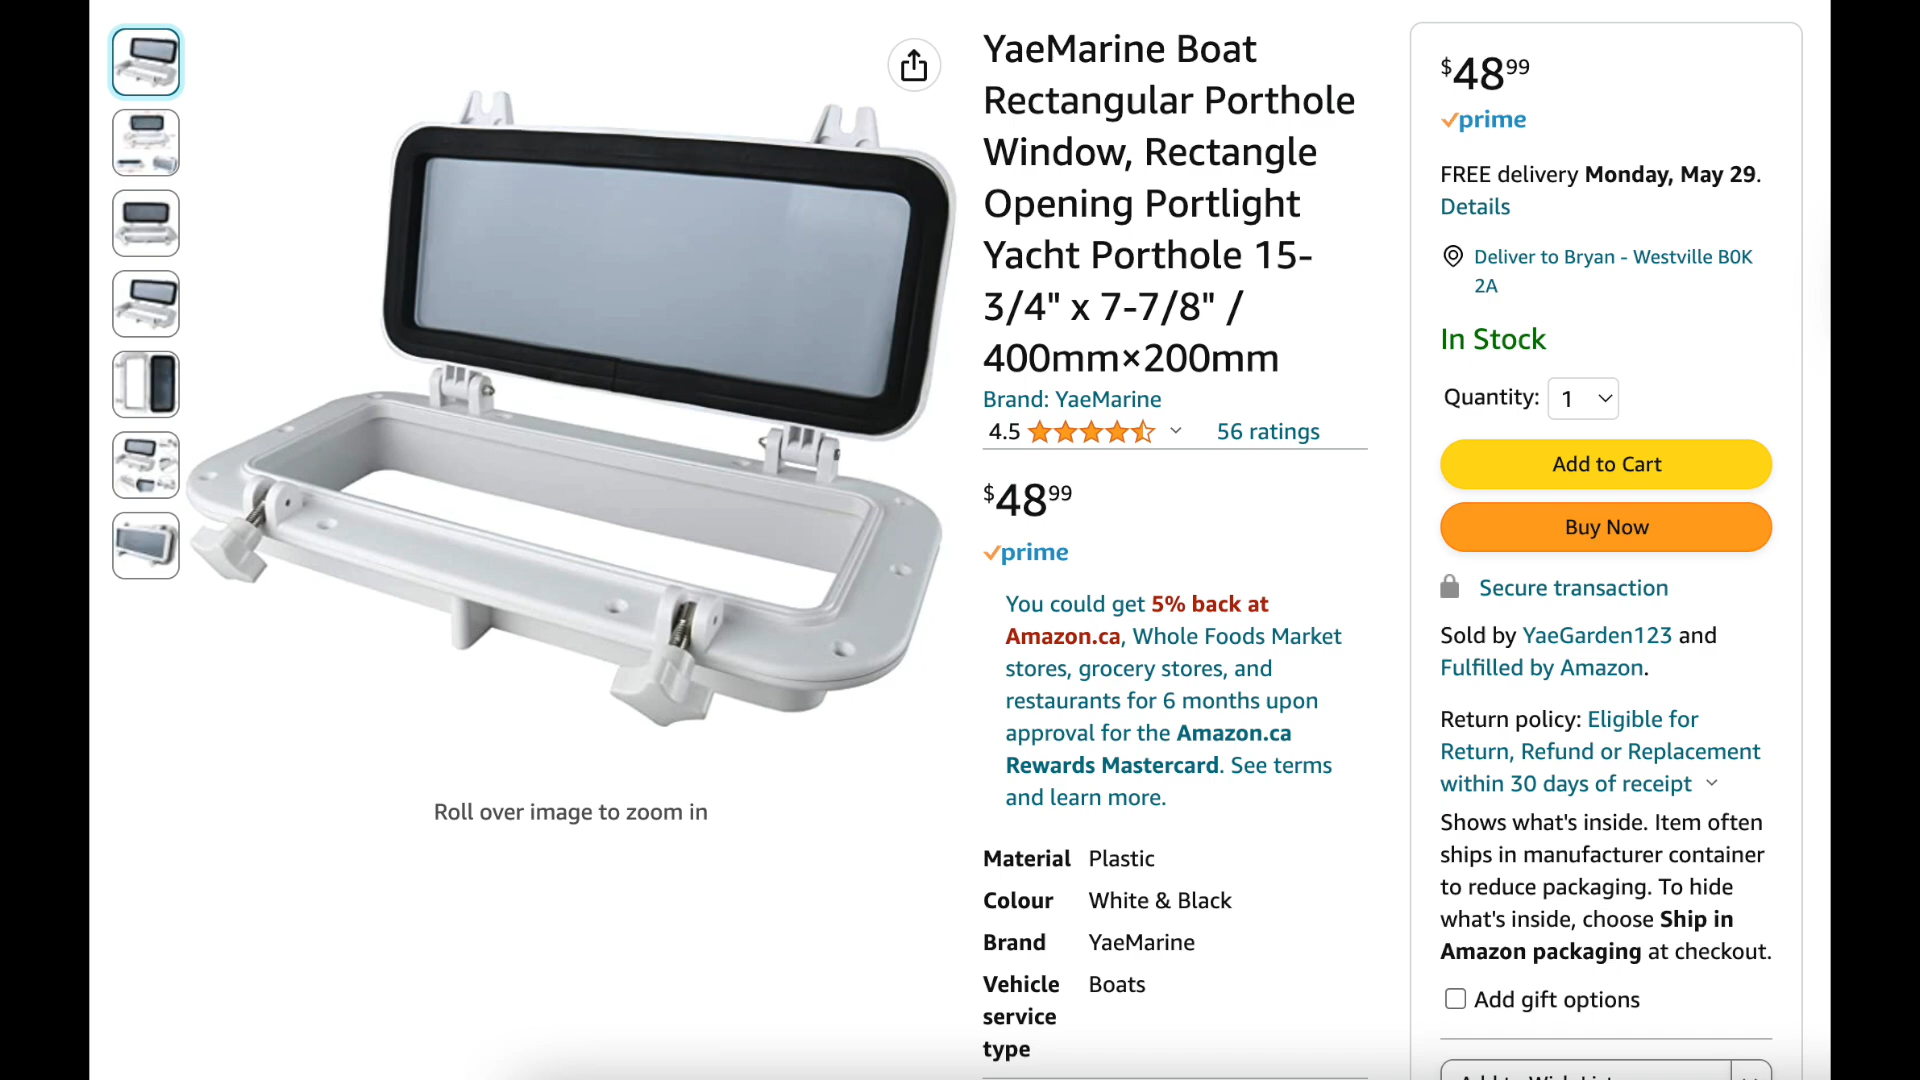 YaeMarine Boat
Rectangular Porthole
Window, Rectangle
Opening Portlight
Yacht Porthole 15-
3/4" x 7-7/8" /
400mm×200mm
Brand: YaeMarine
4.5 56 ratings
$48 99
prime
You could get 5% back at
Amazon.ca, Whole Foods Market
stores, grocery stores, and
restaurants for 6 months upon
approval for the Amazon.ca
Rewards Mastercard. See terms
and learn more.
Material Plastic
Colour White & Black
Brand YaeMarine
Vehicle Boats
service
type
Roll over image to zoom in
$48 99
prime
FREE delivery Monday, May 29.
Details
Deliver to Bryan - Westville B0K
2A
In Stock
Quantity: 1
Add to Cart
Buy Now
Secure transaction
Sold by YaeGarden123 and
Fulfilled by Amazon.
Return policy: Eligible for
Return, Refund or Replacement
within 30 days of receipt
Shows what's inside. Item often
ships in manufacturer container
to reduce packaging. To hide
what's inside, choose Ship in
Amazon packaging at checkout.
Add gift options